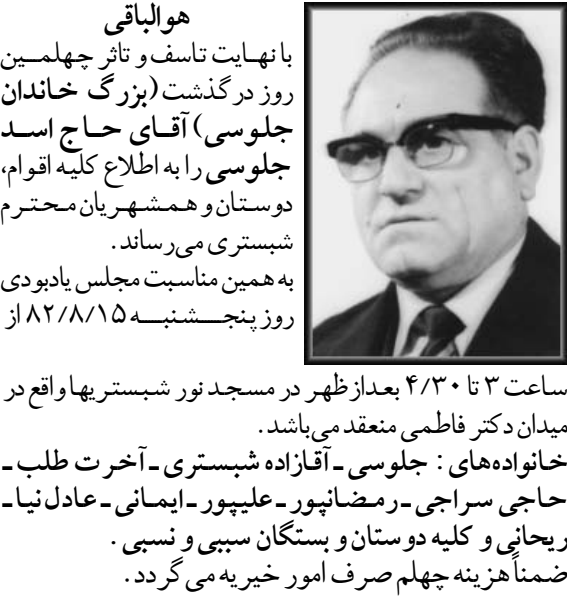 هوالباقی
با نهایت تاسف و تاثر چهلمین
روز درگذشت (بزرگ خاندان
جلوسی) آقای حاج اسد
جلوسی را به اطلاع کلیه اقوام،
دوستان و همشهریان محترم
شبستری می‌رساند.
به همین مناسبت مجلس یادبودی
روز پنجشنبه ۸۲/۸/۱۵ از
ساعت ۳ تا ۴/۳۰ بعدازظهر در مسجد نور شبستریها واقع در
میدان دکتر فاطمی منعقد می‌باشد.
خانواده‌های : جلوسی ـ آقازاده شبستری ـ آخرت طلب ـ
حاجی سراجی ـ رمضانپور ـ علیپور ـ ایمانی ـ عادل نیا ـ
ریحانی و کلیه دوستان و بستگان سببی و نسبی .
ضمناً هزینه چهلم صرف امور خیریه می‌گردد.